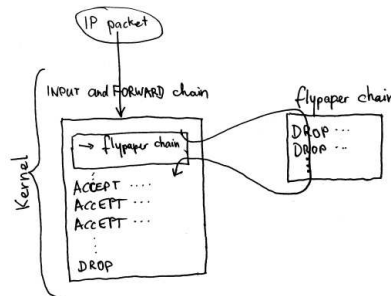 IP packet
Kernel
INPUT and FORWARD chain
→ flypaper chain
ACCEPT ....
ACCEPT ...
ACCEPT ...
DROP
flypaper chain
DROP ...
DROP ...